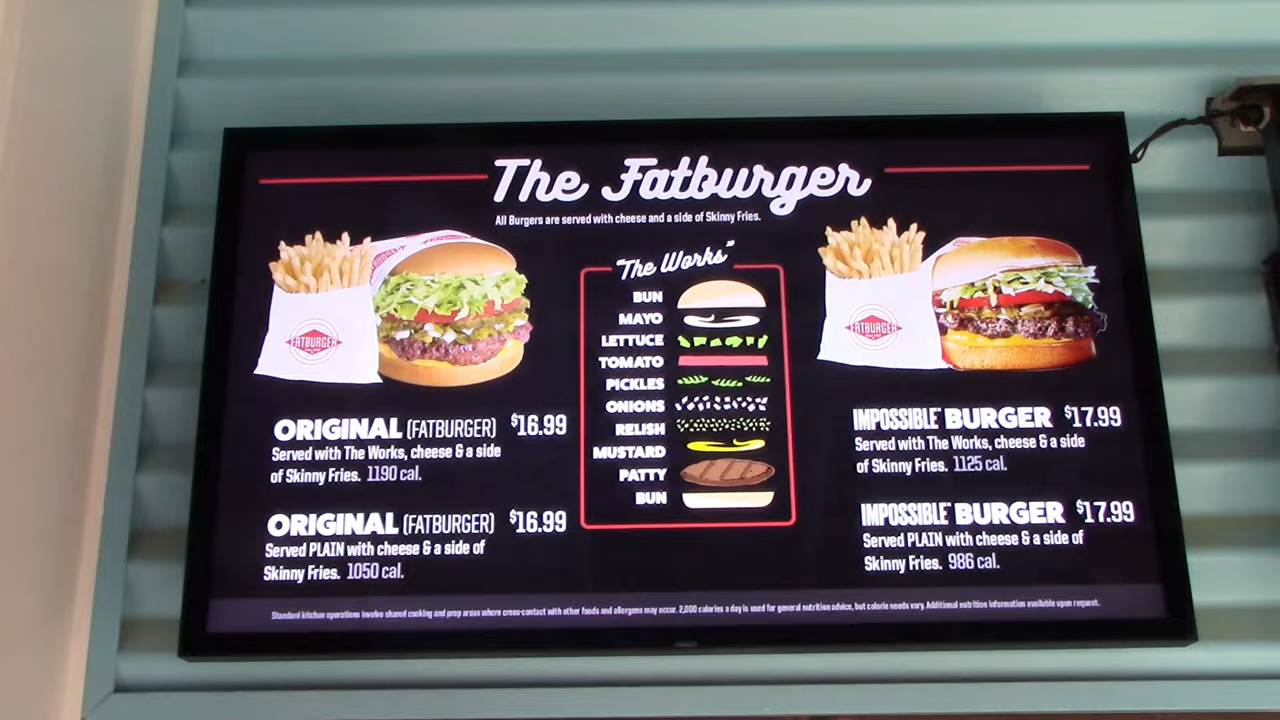 The Fatburger
All Burgers are served with cheese and a side of Skinny Fries.
FATBURGER
ORIGINAL (FATBURGER) $16.99
Served with The Works, cheese & a side
of Skinny Fries. 1190 cal.
ORIGINAL (FATBURGER) $16.99
Served PLAIN with cheese & a side of
Skinny Fries. 1050 cal.
"The Works"
BUN
MAYO
LETTUCE
TOMATO
PICKLES
ONIONS
RELISH
MUSTARD
PATTY
BUN
FATBURGER
IMPOSSIBLE™ BURGER $17.99
Served with The Works, cheese & a side
of Skinny Fries. 1125 cal.
IMPOSSIBLE™ BURGER $17.99
Served PLAIN with cheese & a side of
Skinny Fries. 986 cal.
Standard kitchen operations involve shared cooking and prep areas where cross-contact with other foods and allergens may occur. 2,000 calories a day is used for general nutrition advice, but calorie needs vary. Additional nutrition information available upon request.